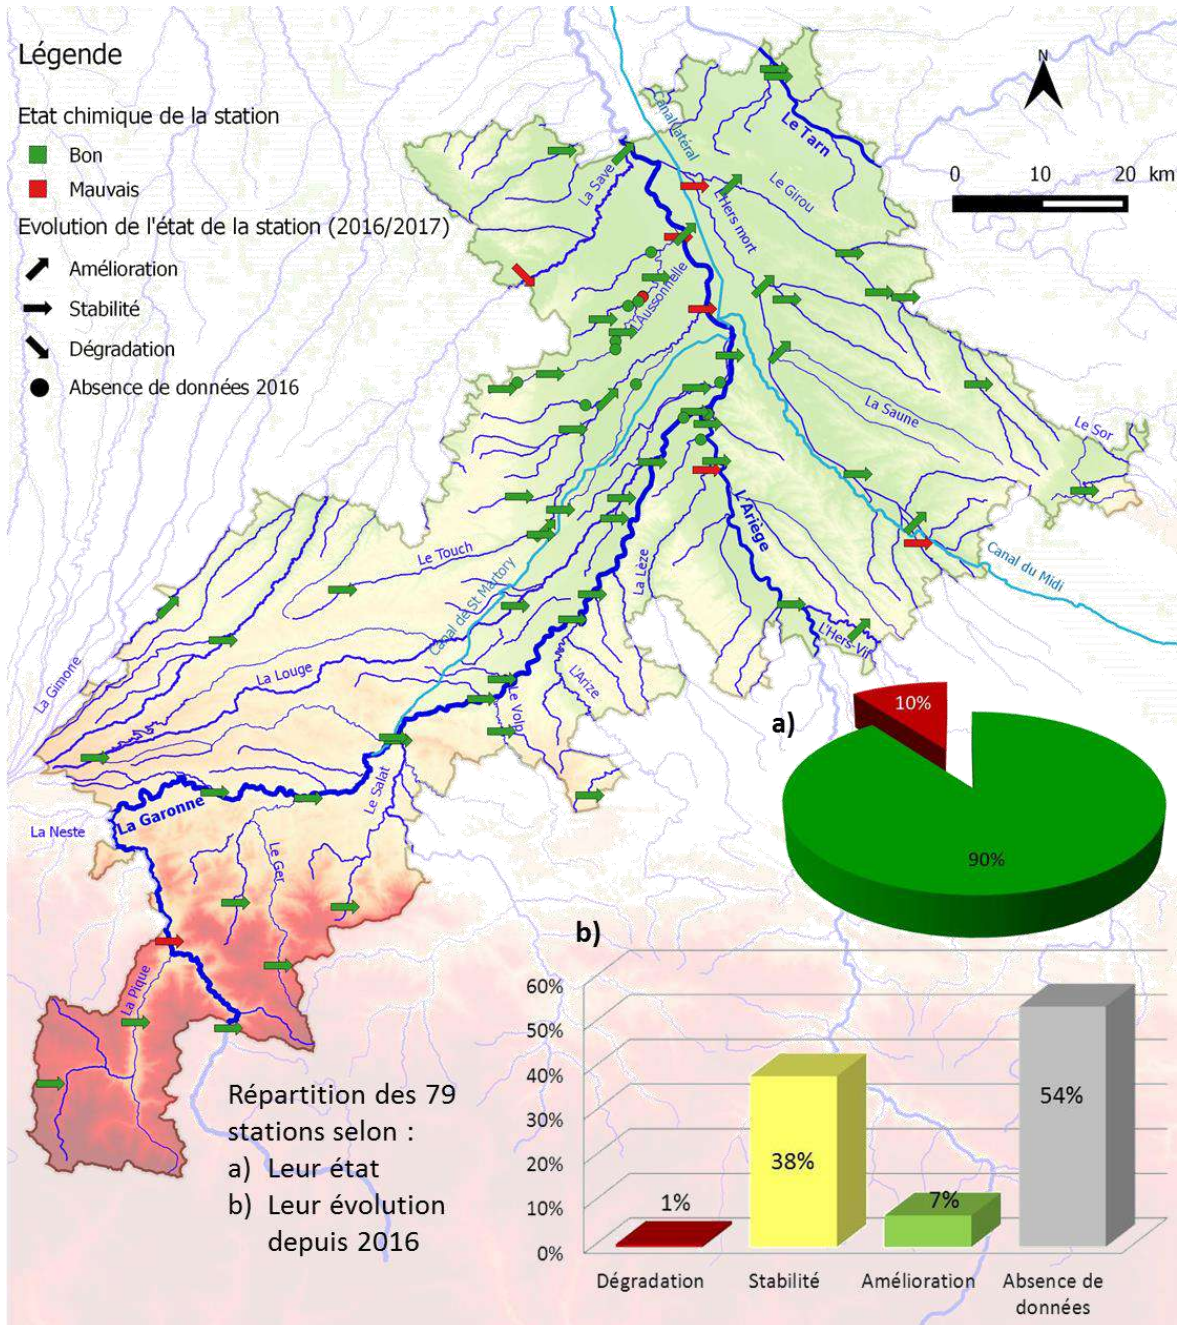 Légende
Etat chimique de la station
Bon
Mauvais
Evolution de l'état de la station (2016/2017)
Amélioration
Stabilité
Dégradation
Absence de données 2016
N
0 10 20 km
Canal latéral
Le Tarn
La Save
Le Girou
L'Hers mort
L'Aussonnelle
La Saune
Le Sor
Le Touch
L'Ariège
Canal du Midi
La Lèze
Canal de St Martory
L'Hers-Vif
La Louge
L'Arize
La Gimone
Le Volp
Le Salat
La Garonne
La Neste
Le Ger
La Pique
a)
10%
90%
b)
60%
50%
40%
30%
20%
10%
0%
1%
38%
7%
54%
Dégradation
Stabilité
Amélioration
Absence de
données
Répartition des 79
stations selon :
a) Leur état
b) Leur évolution
depuis 2016